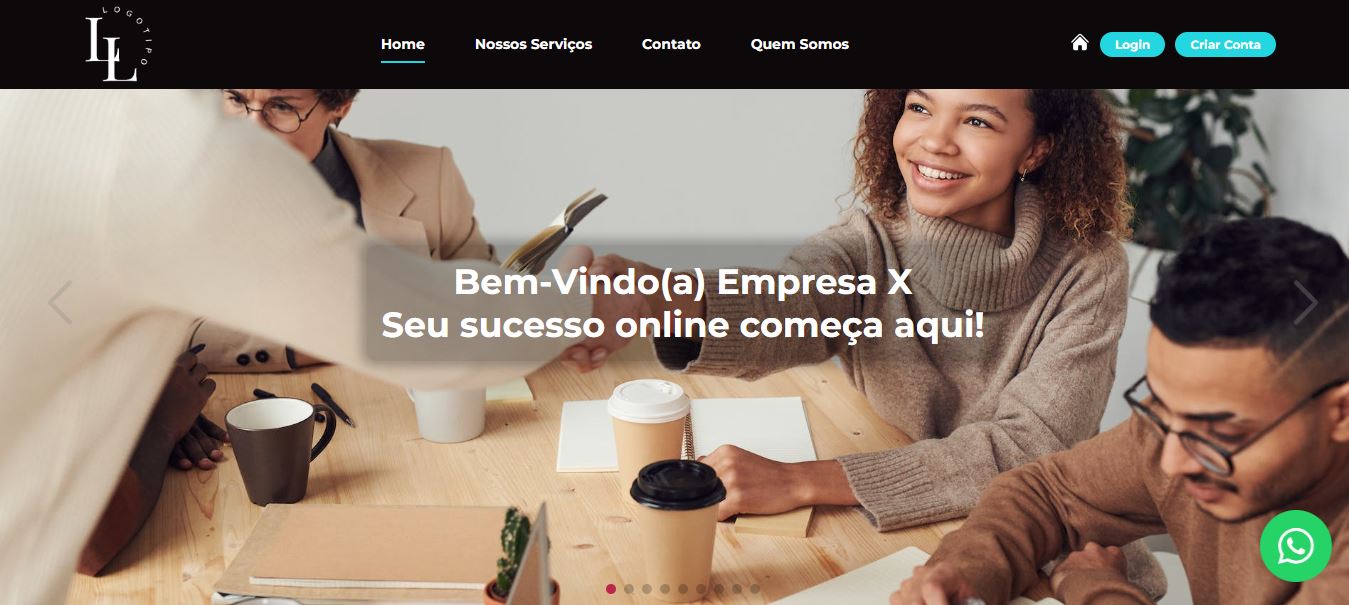 LOGOTIPO
LL
Home
Nossos Serviços
Contato
Quem Somos
Login
Criar Conta
Bem-Vindo(a) Empresa X
Seu sucesso online começa aqui!